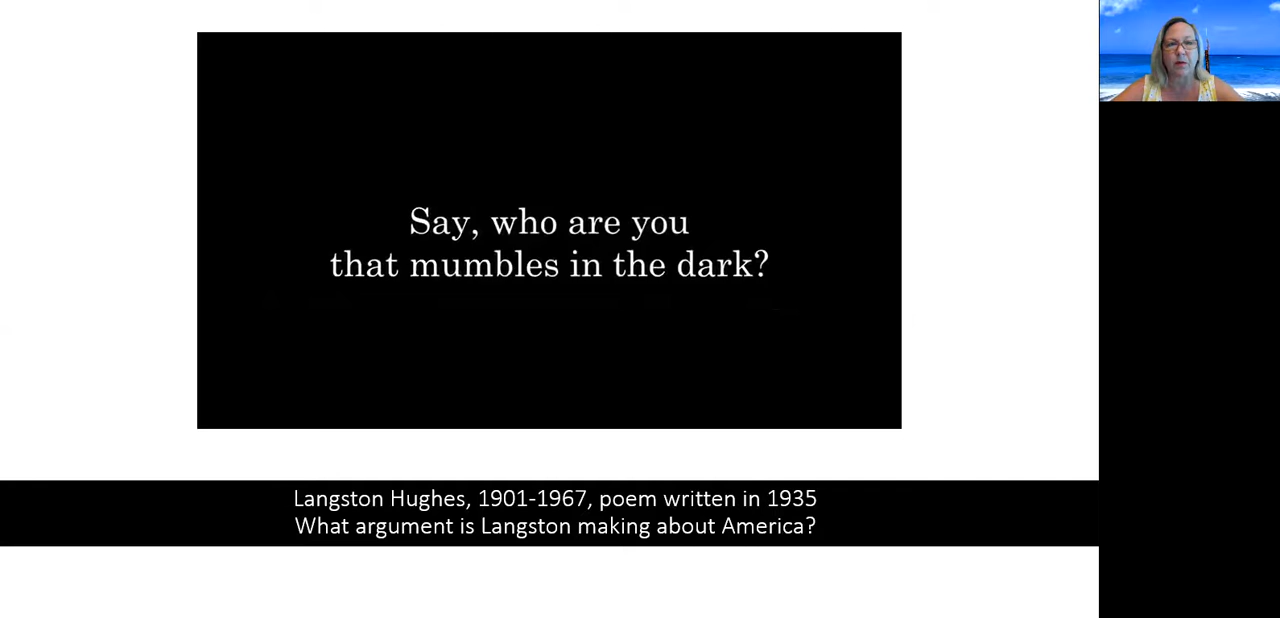 Say, who are you
that mumbles in the dark?
Langston Hughes, 1901-1967, poem written in 1935
What argument is Langston making about America?